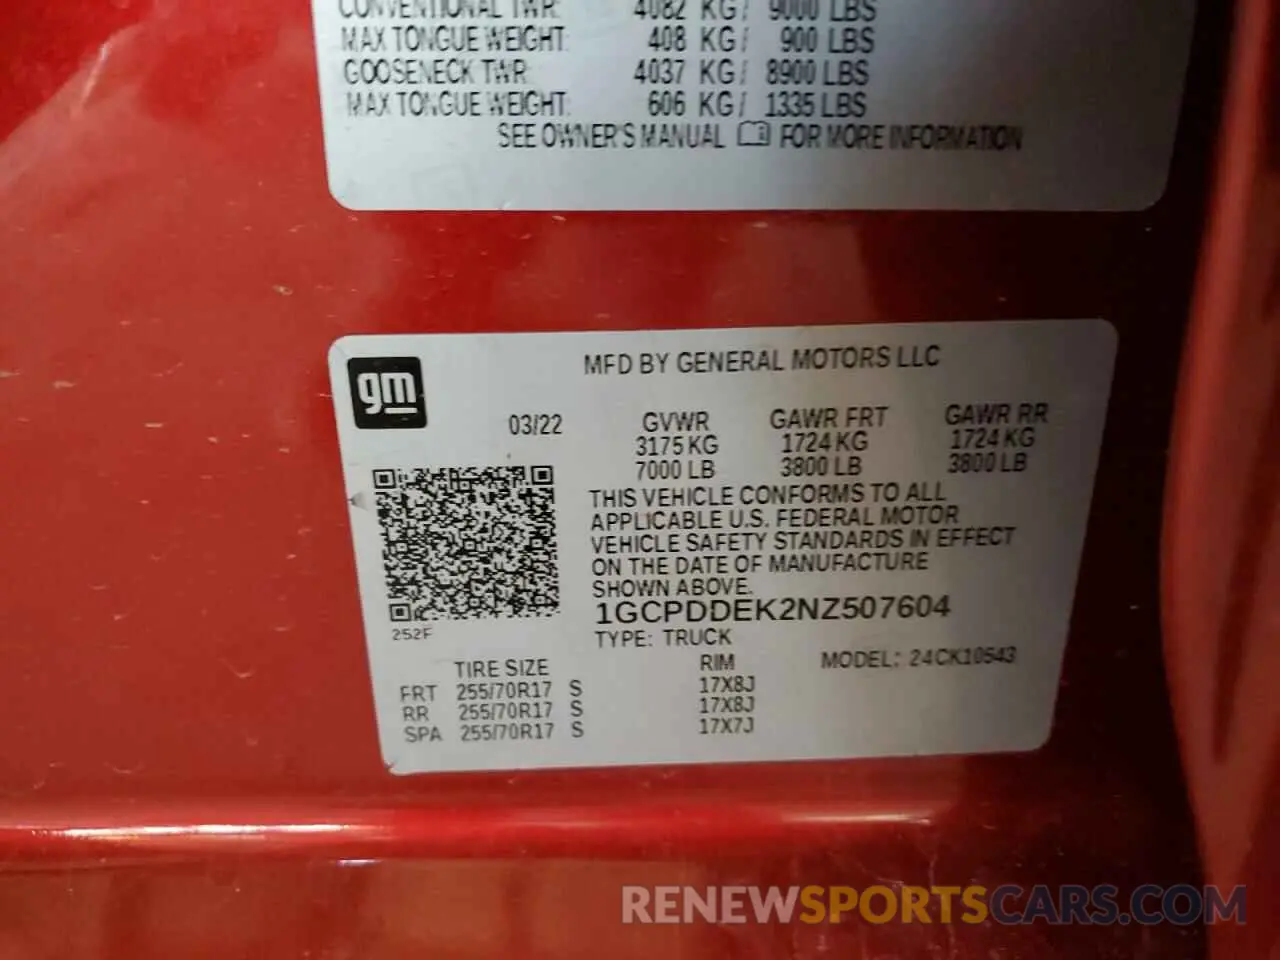 CONVENTIONAL TWR: 4082 KG/ 9000 LBS
MAX TONGUE WEIGHT: 408 KG/ 900 LBS
GOOSENECK TWR: 4037 KG/ 8900 LBS
MAX TONGUE WEIGHT: 606 KG/ 1335 LBS
SEE OWNER'S MANUAL FOR MORE INFORMATION
gm
MFD BY GENERAL MOTORS LLC
03/22 GVWR GAWR FRT GAWR RR
3175 KG 1724 KG 1724 KG
7000 LB 3800 LB 3800 LB
THIS VEHICLE CONFORMS TO ALL
APPLICABLE U.S. FEDERAL MOTOR
VEHICLE SAFETY STANDARDS IN EFFECT
ON THE DATE OF MANUFACTURE
SHOWN ABOVE.
1GCPDDEK2NZ507604
252F
TYPE: TRUCK
TIRE SIZE RIM MODEL: 24CK10543
FRT 255/70R17 S 17X8J
RR 255/70R17 S 17X8J
SPA 255/70R17 S 17X7J
RENEWSPORTSCARS.COM